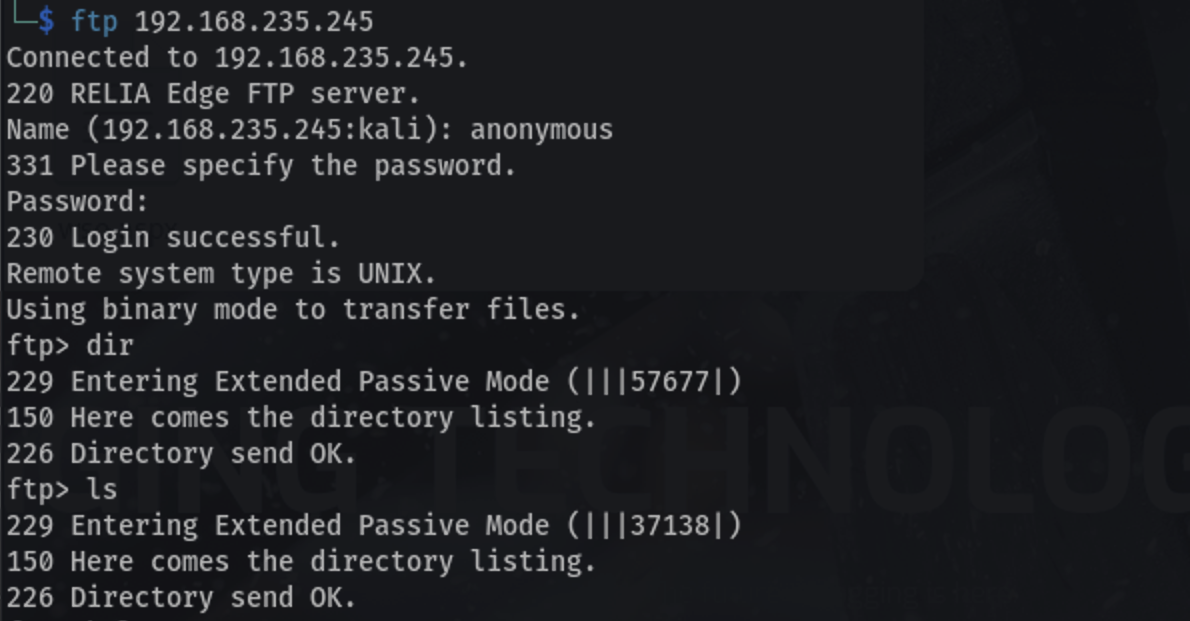 └─$ ftp 192.168.235.245
Connected to 192.168.235.245.
220 RELIA Edge FTP server.
Name (192.168.235.245:kali): anonymous
331 Please specify the password.
Password:
230 Login successful.
Remote system type is UNIX.
Using binary mode to transfer files.
ftp> dir
229 Entering Extended Passive Mode (|||57677|)
150 Here comes the directory listing.
226 Directory send OK.
ftp> ls
229 Entering Extended Passive Mode (|||37138|)
150 Here comes the directory listing.
226 Directory send OK.